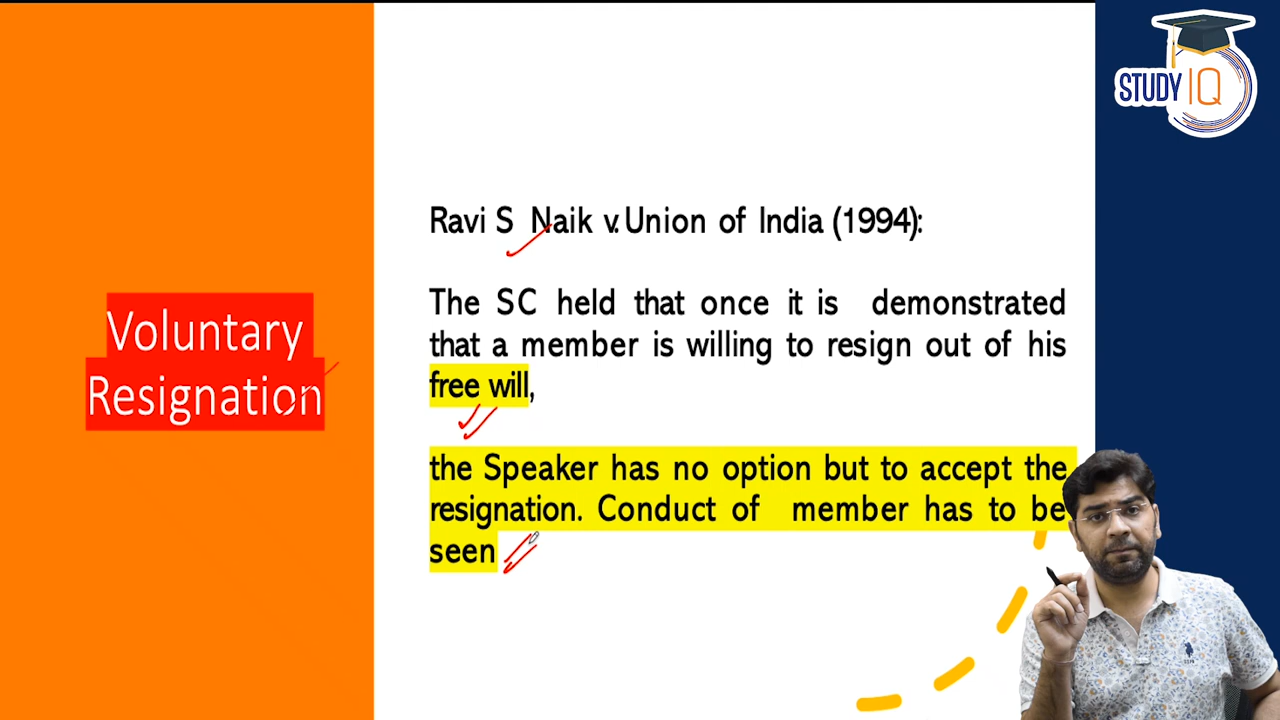 STUDY IQ
Ravi S Naik v. Union of India (1994):
The SC held that once it is demonstrated
that a member is willing to resign out of his
free will,
Voluntary
Resignation
the Speaker has no option but to accept the
resignation. Conduct of member has to be
seen